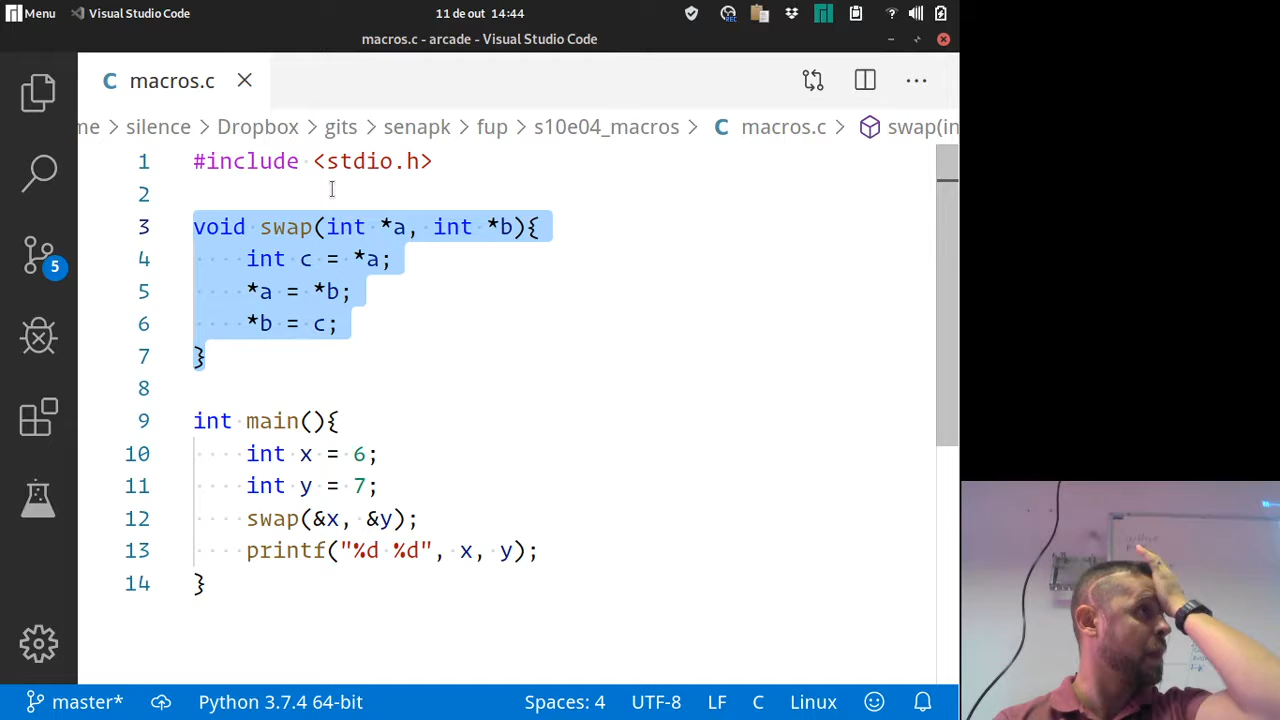 Menu Visual Studio Code 11 de out 14:44 REC
macros.c - arcade - Visual Studio Code
C macros.c
me > silence > Dropbox > gits > senapk > fup > s10e04_macros > C macros.c > swap(in
1 #include <stdio.h>
2
3 void swap(int *a, int *b){
4 int c = *a;
5 *a = *b;
6 *b = c;
7 }
8
9 int main(){
10 int x = 6;
11 int y = 7;
12 swap(&x, &y);
13 printf("%d %d", x, y);
14 }
5
master* Python 3.7.4 64-bit Spaces: 4 UTF-8 LF C Linux